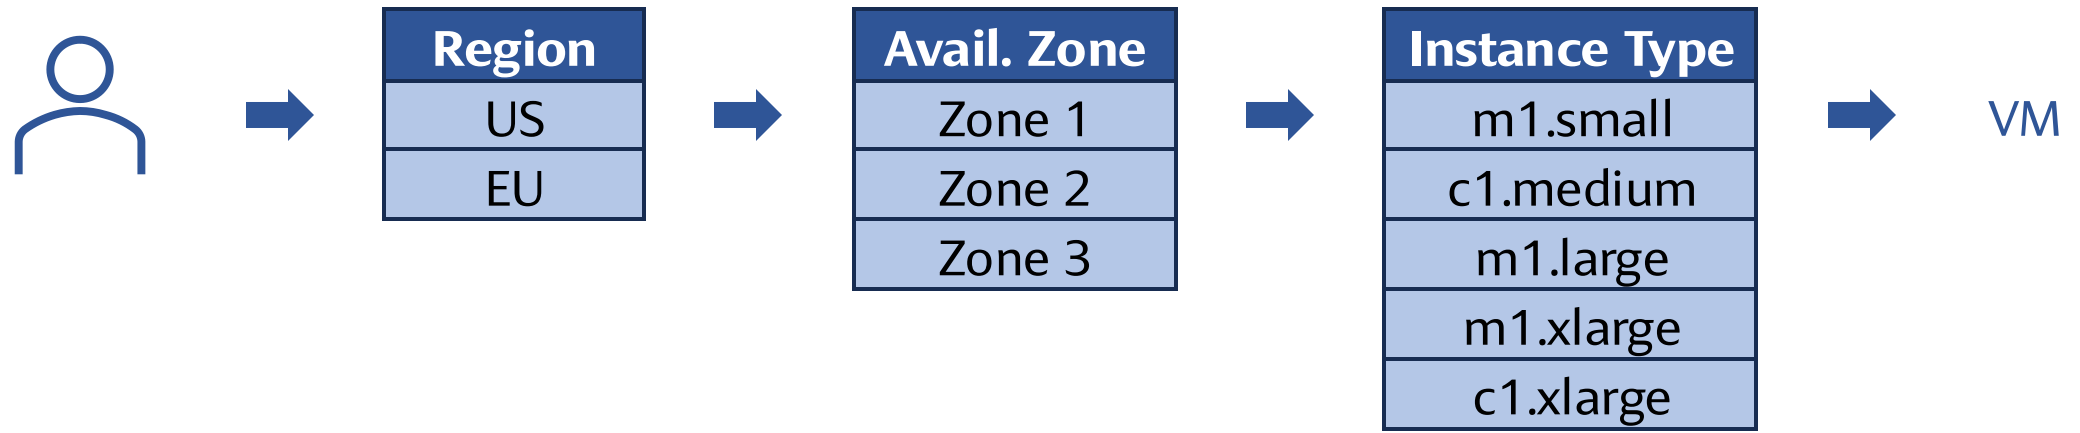 Region
US
EU
Avail. Zone
Zone 1
Zone 2
Zone 3
Instance Type
m1.small
c1.medium
m1.large
m1.xlarge
c1.xlarge
VM